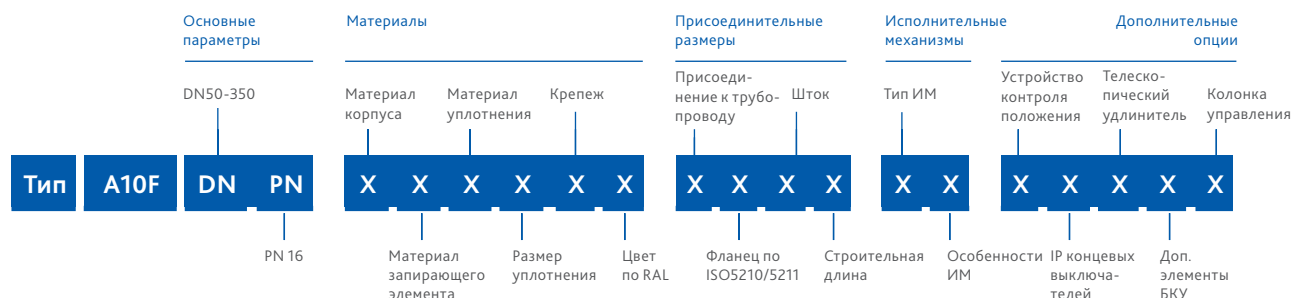 Основные
параметры
Материалы
Присоединительные
размеры
Исполнительные
механизмы
Дополнительные
опции
DN50-350
Материал
корпуса
Материал
уплотнения
Крепеж
Присоеди-
нение к трубо-
проводу
Шток
Тип ИМ
Устройство
контроля
положения
Телеско-
пический
удлинитель
Колонка
управления
Тип A10F DN PN X X X X X X X X X X X X X X X X X
PN 16
Материал
запирающего
элемента
Размер
уплотнения
Цвет
по RAL
Фланец по
ISO5210/5211
Строительная
длина
Особенности
ИМ
IP концевых
выключа-
телей
Доп.
элементы
БКУ